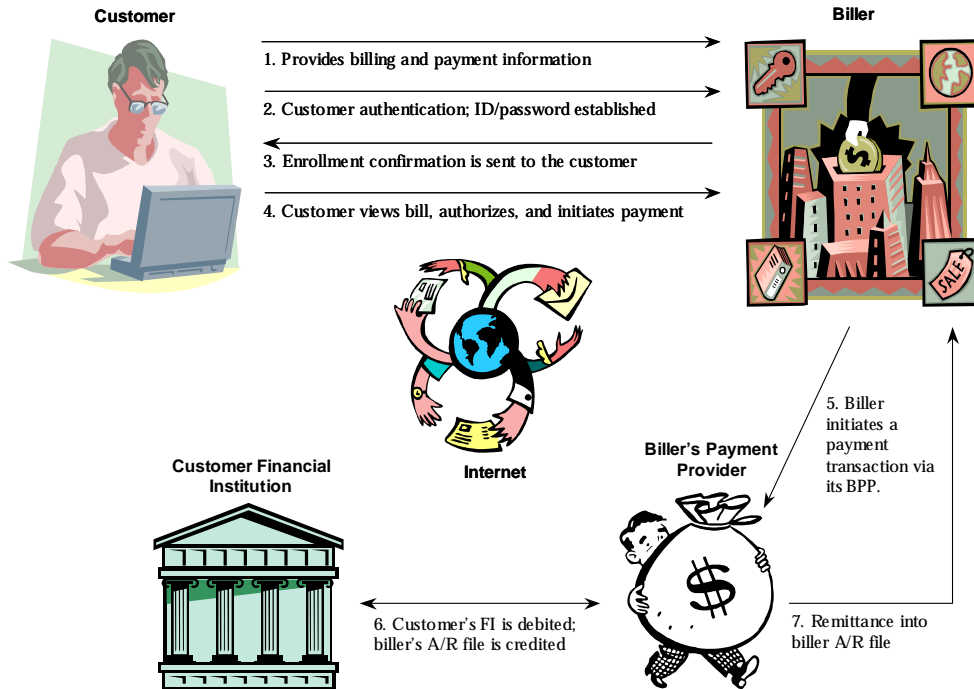 Customer
Biller
1. Provides billing and payment information
2. Customer authentication; ID/password established
3. Enrollment confirmation is sent to the customer
4. Customer views bill, authorizes, and initiates payment
$
SALE
5. Biller
initiates a
payment
transaction via
its BPP.
Internet
Biller's Payment
Provider
Customer Financial
Institution
$
6. Customer's FI is debited;
biller's A/R file is credited
7. Remittance into
biller A/R file